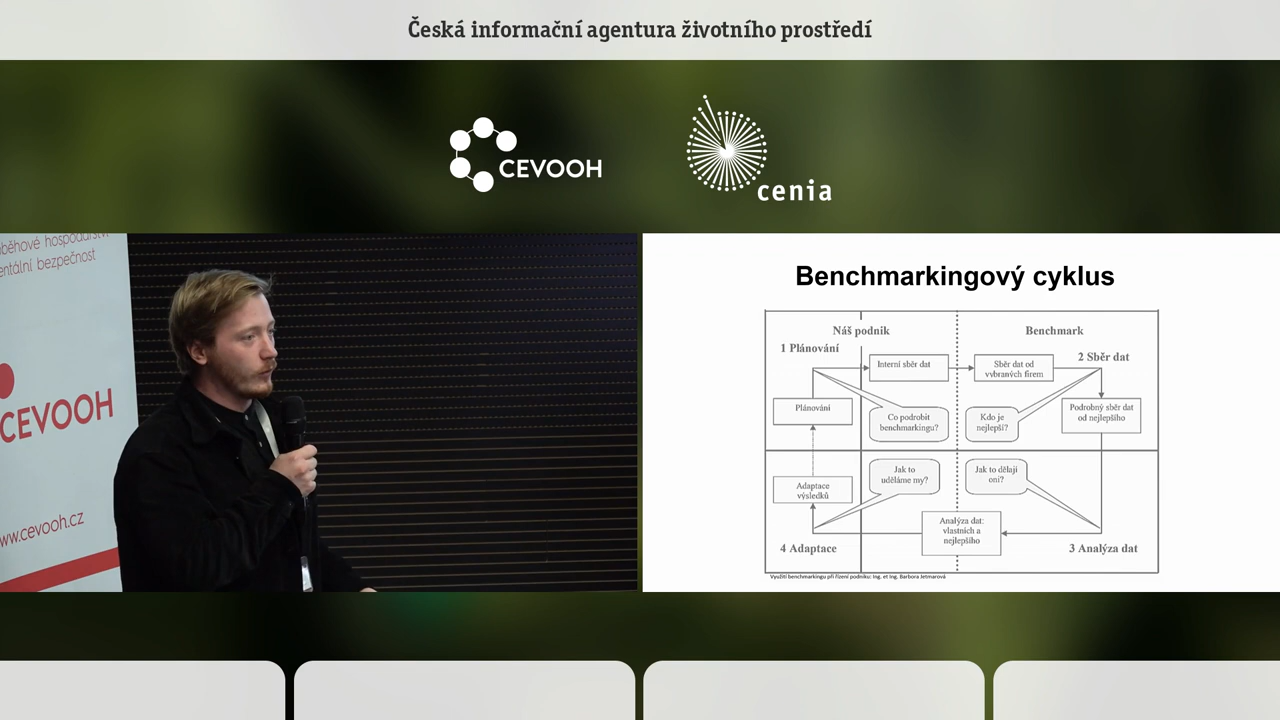 Česká informační agentura životního prostředí
CEVOOH
cenia
běhové hospodářstv
entální bezpečnost
CEVOOH
ww.cevooh.cz
Benchmarkingový cyklus
Náš podnik
Benchmark
1 Plánování
2 Sběr dat
Interní sběr dat
Sběr dat od
vybraných firem
Plánování
Co podrobit
benchmarkingu?
Kdo je
nejlepší?
Podrobný sběr dat
od nejlepšího
Jak to
uděláme my?
Jak to dělají
oni?
Adaptace
výsledků
Analýza dat:
vlastních a
nejlepšího
4 Adaptace
3 Analýza dat
Využití benchmarkingu při řízení podniku: Ing. et Ing. Barbora Jetmarová